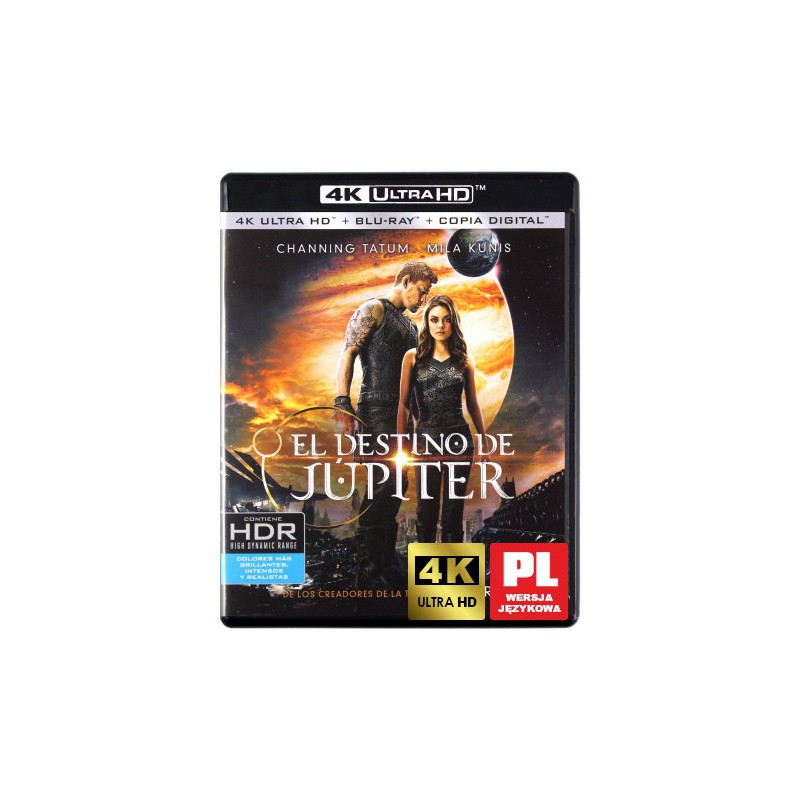 4K ULTRA HD™
4K ULTRA HD™ + BLU-RAY™ + COPIA DIGITAL™
CHANNING TATUM MILA KUNIS
EL DESTINO DE
JÚPITER
CONTIENE
HDR
HIGH DYNAMIC RANGE
COLORES MÁS
BRILLANTES,
INTENSOS
Y REALISTAS
DE LOS CREADORES DE LA
4K
ULTRA HD
PL
WERSJA
JĘZYKOWA